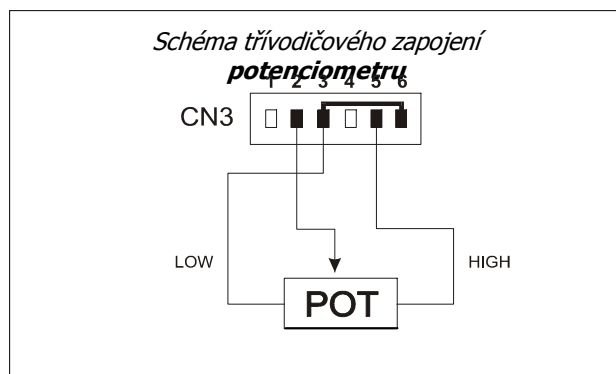 Schéma třívodičového zapojení
potenciometru
1 2 3 4 5 6
CN3
LOW
HIGH
POT